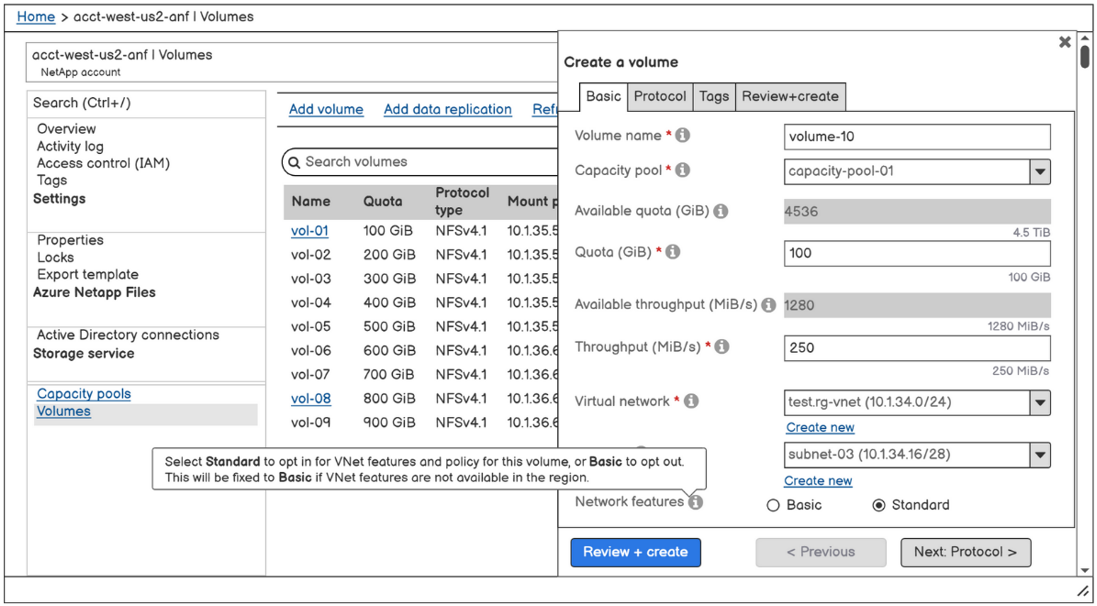 Home > acct-west-us2-anf | Volumes
acct-west-us2-anf | Volumes
NetApp account
Search (Ctrl+/)
Overview
Activity log
Access control (IAM)
Tags
Settings
Properties
Locks
Export template
Azure Netapp Files
Active Directory connections
Storage service
Capacity pools
Volumes
Add volume Add data replication
Search volumes
Name Quota Protocol type Mount
vol-01 100 GiB NFSv4.1 10.1.35.5
vol-02 200 GiB NFSv4.1 10.1.35.5
vol-03 300 GiB NFSv4.1 10.1.35.5
vol-04 400 GiB NFSv4.1 10.1.35.5
vol-05 500 GiB NFSv4.1 10.1.35.5
vol-06 600 GiB NFSv4.1 10.1.36.6
vol-07 700 GiB NFSv4.1 10.1.36.6
vol-08 800 GiB NFSv4.1 10.1.36.6
vol-09 900 GiB NFSv4.1 10.1.36.6
Create a volume
Basic Protocol Tags Review+create
Volume name * volume-10
Capacity pool * capacity-pool-01
Available quota (GiB) 4536
4.5 TiB
Quota (GiB) * 100
100 GiB
Available throughput (MiB/s) 1280
1280 MiB/s
Throughput (MiB/s) * 250
250 MiB/s
Virtual network * test.rg-vnet (10.1.34.0/24)
Create new
subnet-03 (10.1.34.16/28)
Create new
Select Standard to opt in for VNet features and policy for this volume, or Basic to opt out.
This will be fixed to Basic if VNet features are not available in the region.
Network features Basic Standard
Review + create < Previous Next: Protocol >